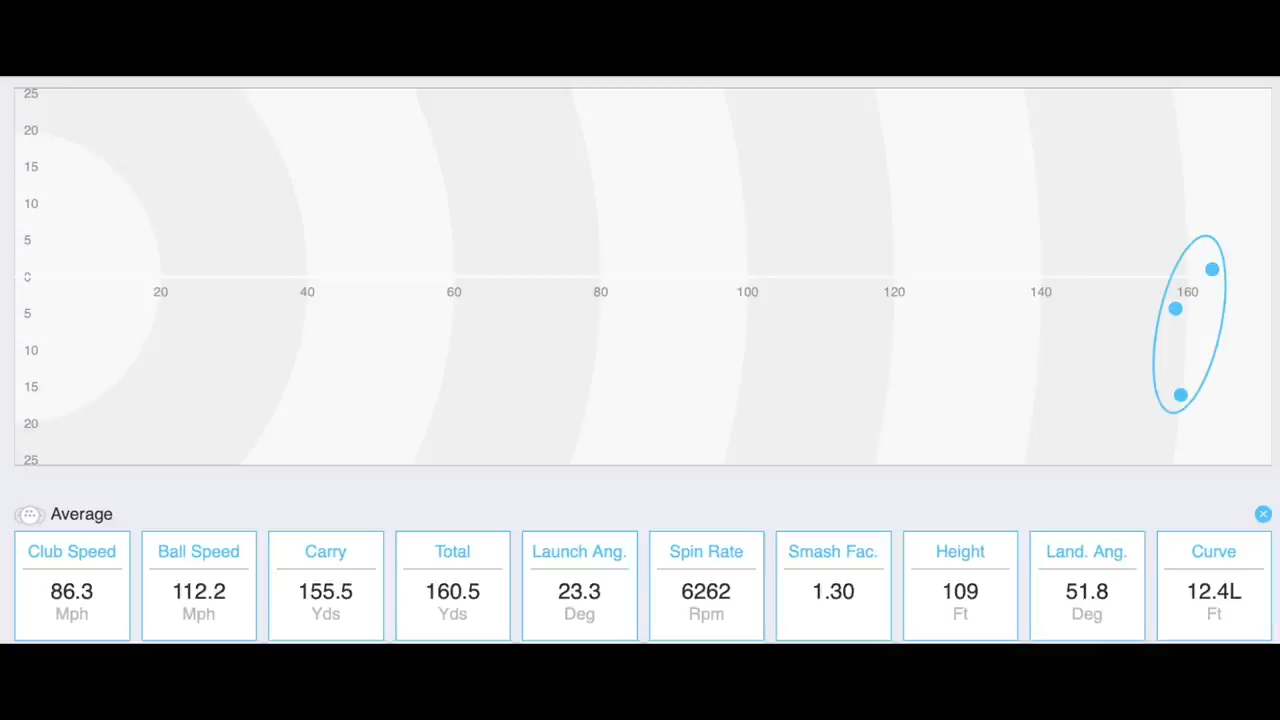 25
20
15
10
5
0
20 40 60 80 100 120 140 160
5
10
15
20
25
Average
Club Speed Ball Speed Carry Total Launch Ang. Spin Rate Smash Fac. Height Land. Ang. Curve
86.3 112.2 155.5 160.5 23.3 6262 1.30 109 51.8 12.4L
Mph Mph Yds Yds Deg Rpm Ft Deg Ft